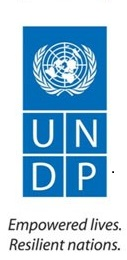 U N
D P
Empowered lives.
Resilient nations.